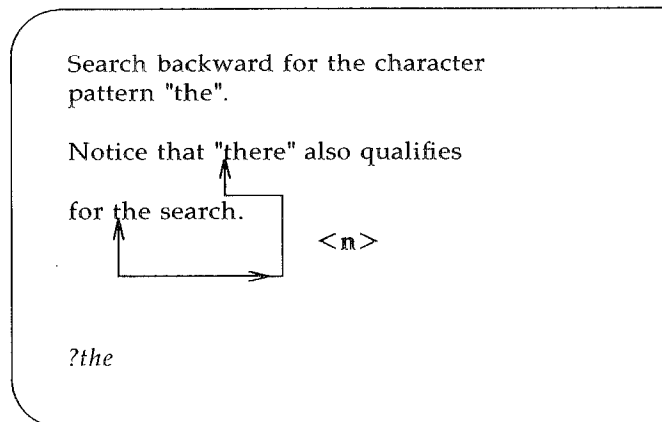 Search backward for the character
pattern "the".
Notice that "there" also qualifies
for the search.
<n>
?the